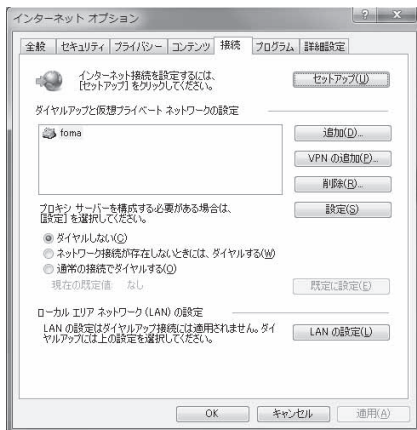 インターネット オプション
全般 セキュリティ プライバシー コンテンツ 接続 プログラム 詳細設定
インターネット接続を設定するには、
[セットアップ] をクリックしてください。
セットアップ(U)
ダイヤルアップと仮想プライベート ネットワークの設定
foma
追加(D)...
VPN の追加(P)...
削除(R)...
プロキシ サーバーを構成する必要がある場合は、
[設定] を選択してください。
設定(S)
ダイヤルしない(C)
ネットワーク接続が存在しないときには、ダイヤルする(W)
通常の接続でダイヤルする(O)
現在の既定値: なし
既定に設定(E)
ローカル エリア ネットワーク (LAN) の設定
LAN の設定はダイヤルアップ接続には適用されません。ダイ
ヤルアップには上の設定を選択してください。
LAN の設定(L)
OK キャンセル 適用(A)